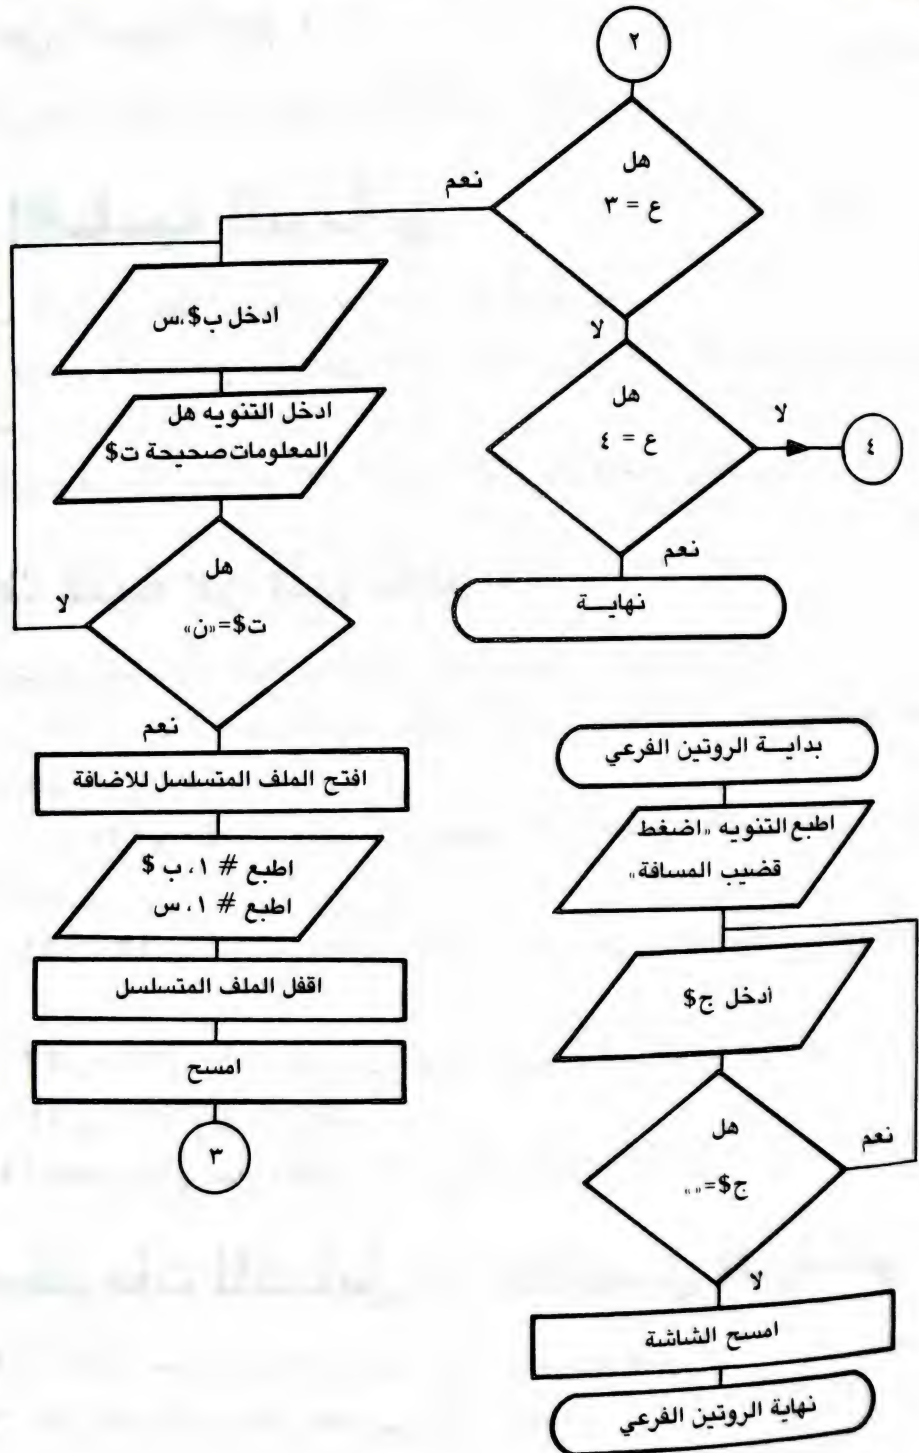 ٢
هل
ع = ٣
نعم
لا
ادخل ب$،س
ادخل التنويه هل
المعلومات صحيحة ت$
هل
ت$=«ن»
لا
نعم
افتح الملف المتسلسل للاضافة
اطبع # ١، ب $
اطبع # ١، س
اقفل الملف المتسلسل
امسح
٣
هل
ع = ٤
لا
٤
نعم
نهايـــة
بدايـــة الروتين الفرعي
اطبع التنويه «اضغط
قضيب المسافة»
أدخل ج$
هل
ج$=« »
نعم
لا
امسح الشاشة
نهاية الروتين الفرعي